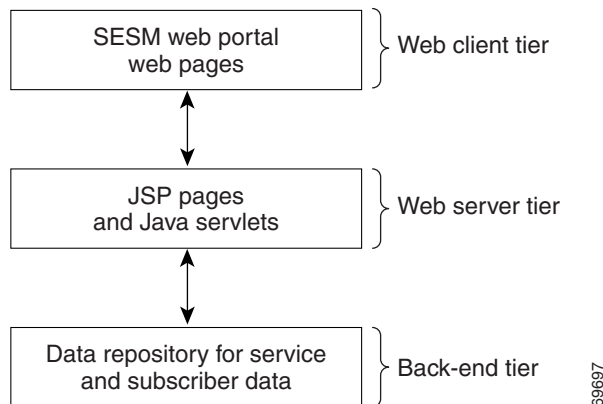 SESM web portal
web pages
Web client tier
JSP pages
and Java servlets
Web server tier
Data repository for service
and subscriber data
Back-end tier
69697